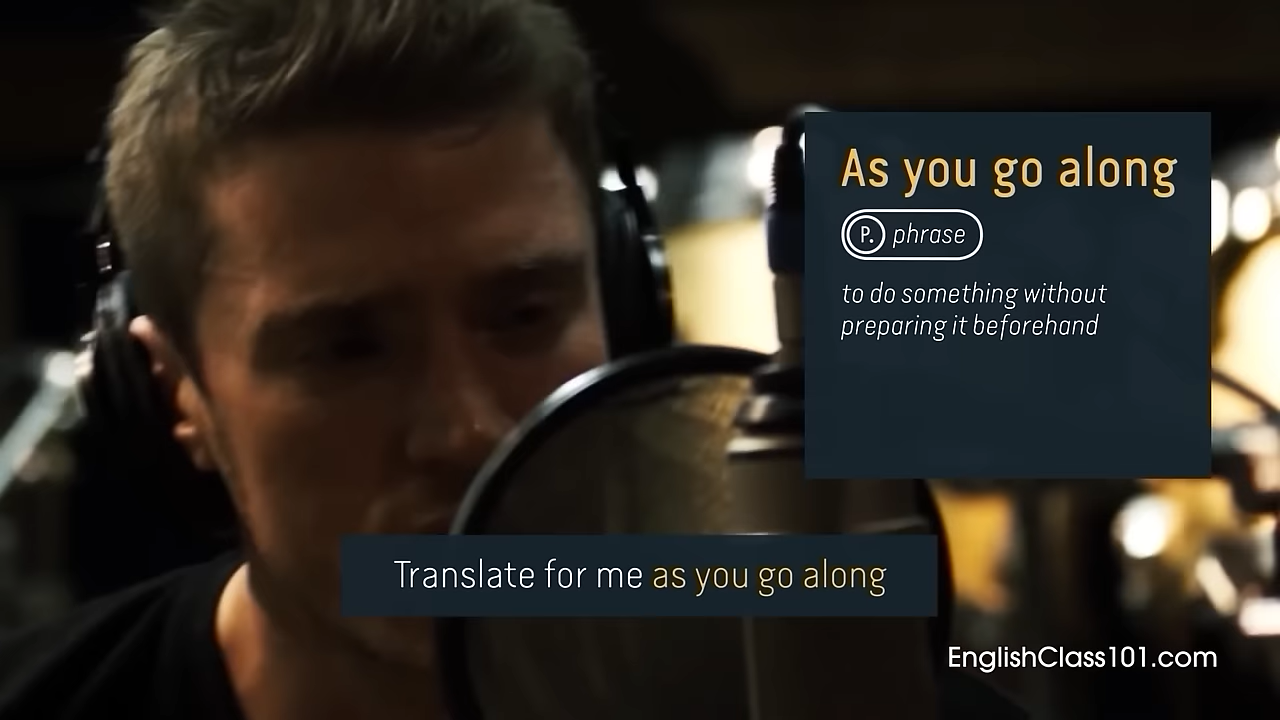 As you go along
P. phrase
to do something without
preparing it beforehand
Translate for me as you go along
EnglishClass101.com